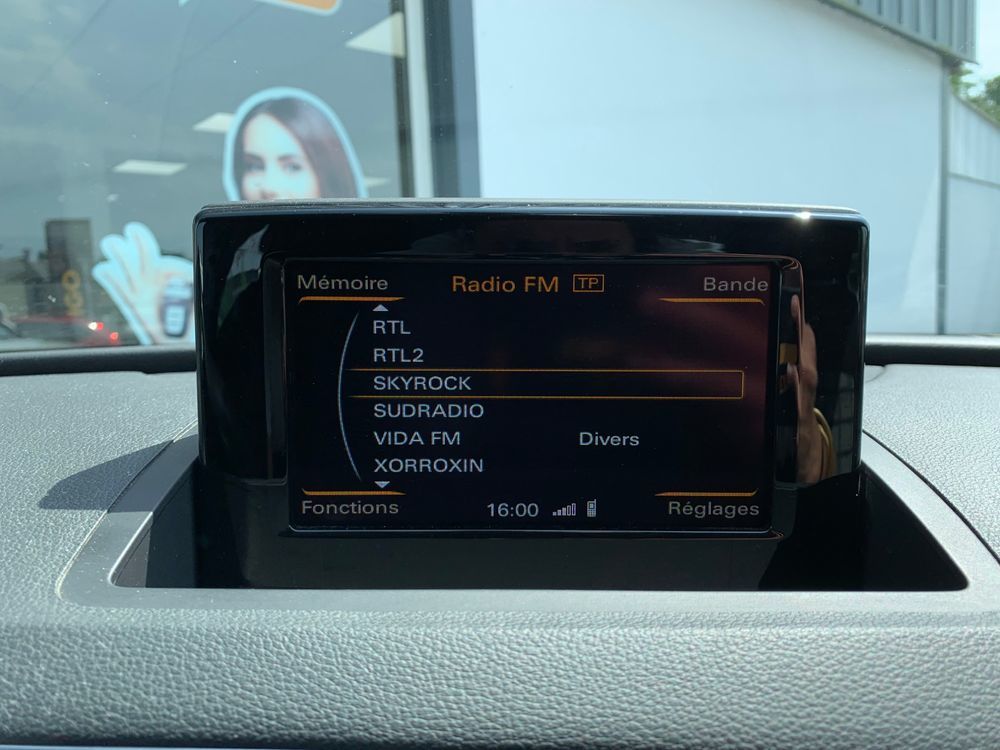 Mémoire Radio FM TP Bande
RTL
RTL2
SKYROCK
SUDRADIO
VIDA FM Divers
XORROXIN
Fonctions 16:00 Réglages